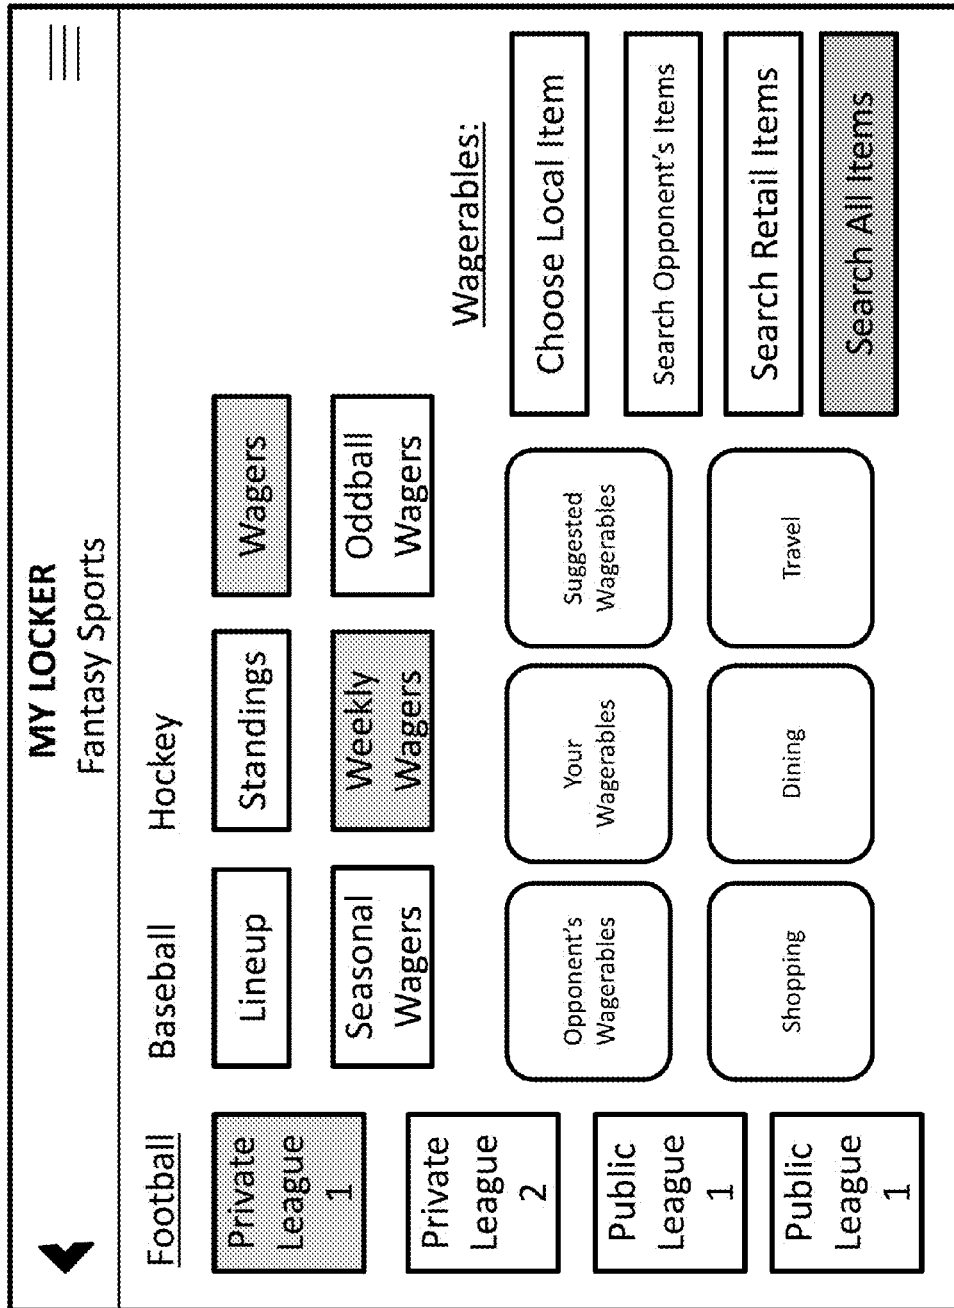 MY LOCKER
Fantasy Sports
Football
Baseball
Hockey
Private
League
1
Lineup
Standings
Wagers
Seasonal
Wagers
Weekly
Wagers
Oddball
Wagers
Private
League
2
Public
League
1
Public
League
1
Opponent's
Wagerables
Your
Wagerables
Suggested
Wagerables
Shopping
Dining
Travel
Wagerables:
Choose Local Item
Search Opponent's Items
Search Retail Items
Search All Items